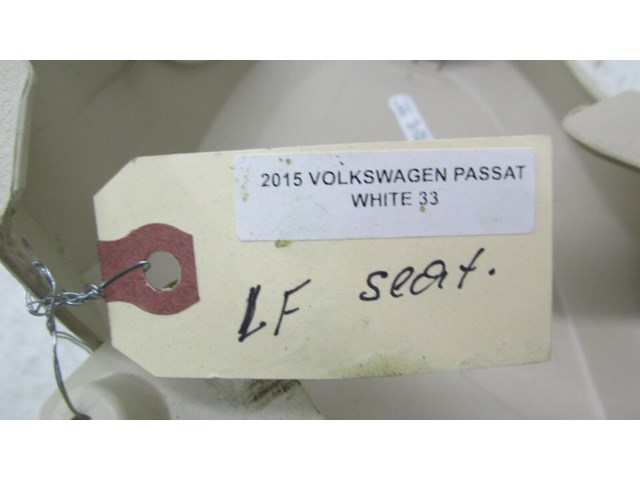 2015 VOLKSWAGEN PASSAT
WHITE 33
LF seat.